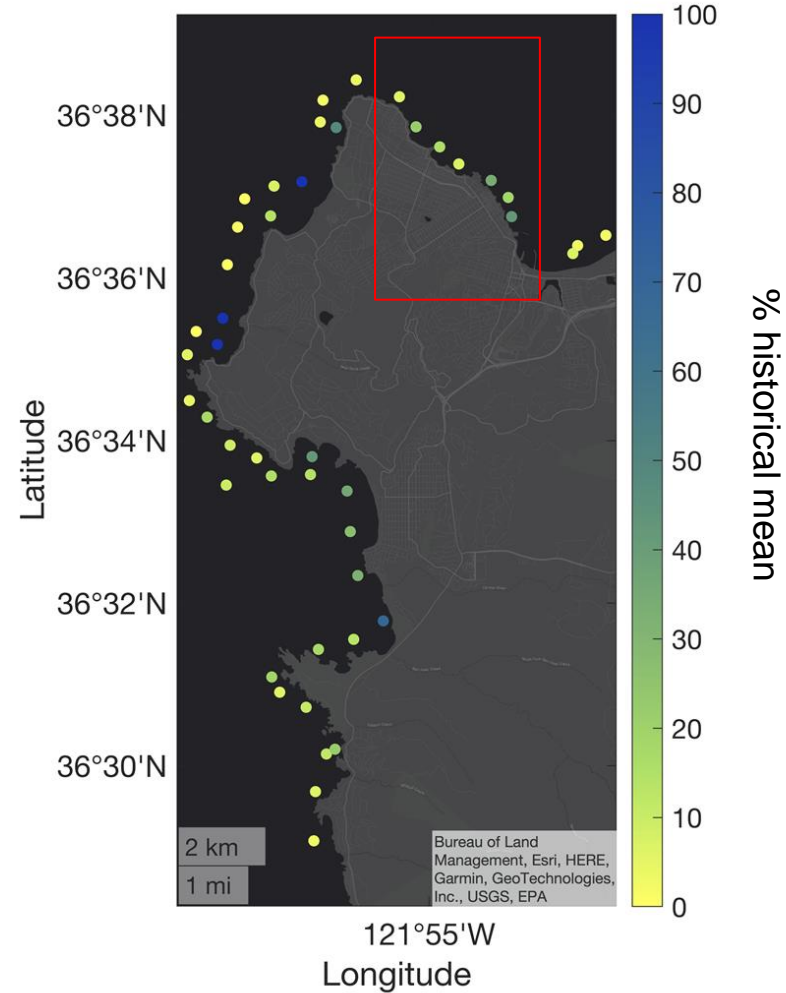 100
90
80
70
60
50
40
30
20
10
0
% historical mean
36°38'N
36°36'N
36°34'N
36°32'N
36°30'N
Latitude
2 km
1 mi
Bureau of Land
Management, Esri, HERE,
Garmin, GeoTechnologies,
Inc., USGS, EPA
121°55'W
Longitude